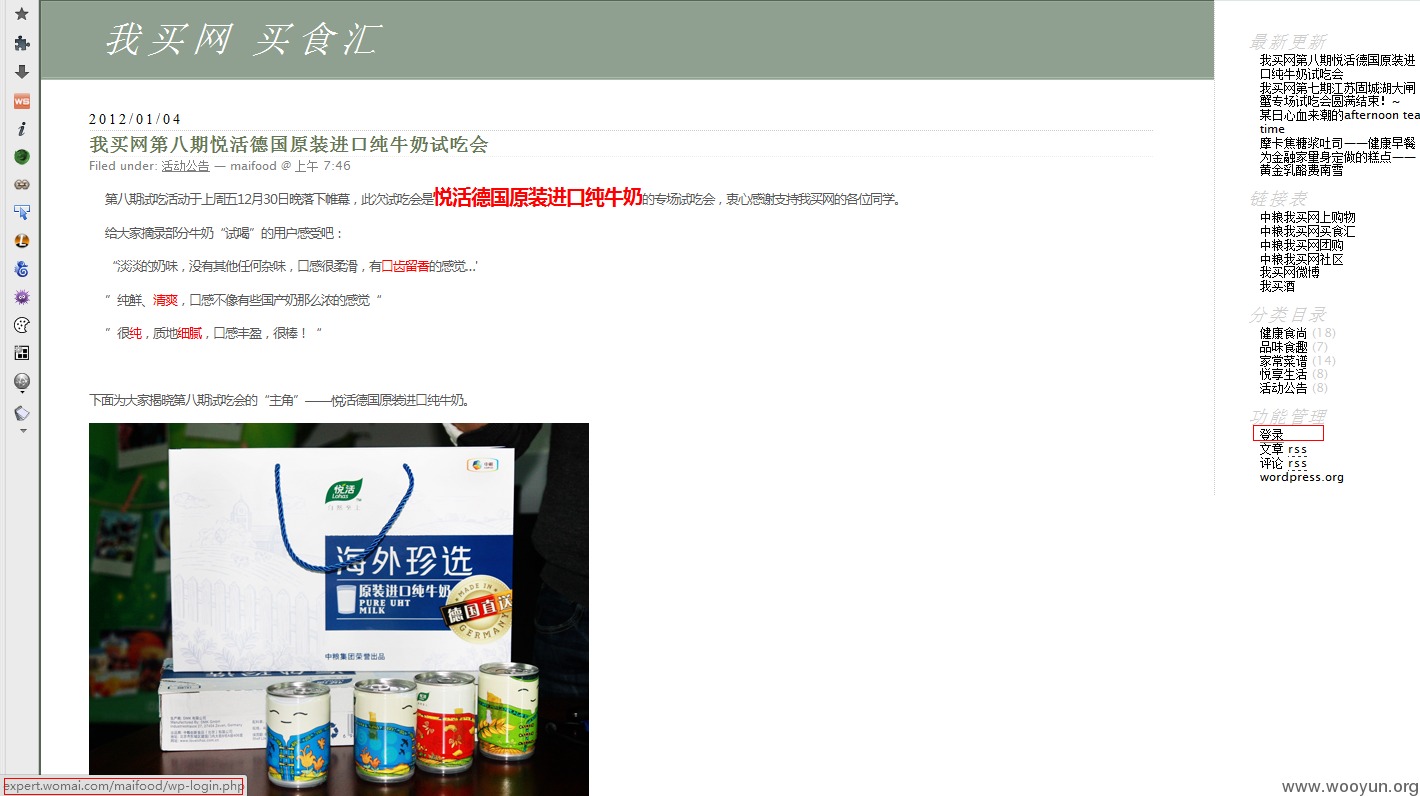 我买网 买食汇
2012/01/04
我买网第八期悦活德国原装进口纯牛奶试吃会
Filed under: 活动公告 — maifood @ 上午 7:46
第八期试吃活动于上周五12月30日晚落下帷幕，此次试吃会是悦活德国原装进口纯牛奶的专场试吃会，衷心感谢支持我买网的各位同学。
给大家摘录部分牛奶“试喝”的用户感受吧：
“淡淡的奶味，没有其他任何杂味，口感很柔滑，有口齿留香的感觉…’
”纯鲜、清爽，口感不像有些国产奶那么浓的感觉“
”很纯，质地细腻，口感丰盈，很棒！“
下面为大家揭晓第八期试吃会的“主角”——悦活德国原装进口纯牛奶。
悦活
Lohas
自然至上
中粮
海外珍选
原装进口纯牛奶
PURE UHT
MILK
MADE IN
德国直送
GERMANY
中粮集团荣誉出品
最新更新
我买网第八期悦活德国原装进
口纯牛奶试吃会
我买网第七期江苏固城湖大闸
蟹专场试吃会圆满结束！~
某日心血来潮的afternoon tea
time
摩卡焦糖浆吐司——健康早餐
为金融家量身定做的糕点——
黄金乳酪费南雪
链接表
中粮我买网上购物
中粮我买网买食汇
中粮我买网团购
中粮我买网社区
我买网微博
我买酒
分类目录
健康食尚 (18)
品味食趣 (7)
家常菜谱 (14)
悦享生活 (8)
活动公告 (8)
功能管理
登录
文章 rss
评论 rss
wordpress.org
expert.womai.com/maifood/wp-login.php
www.wooyun.org